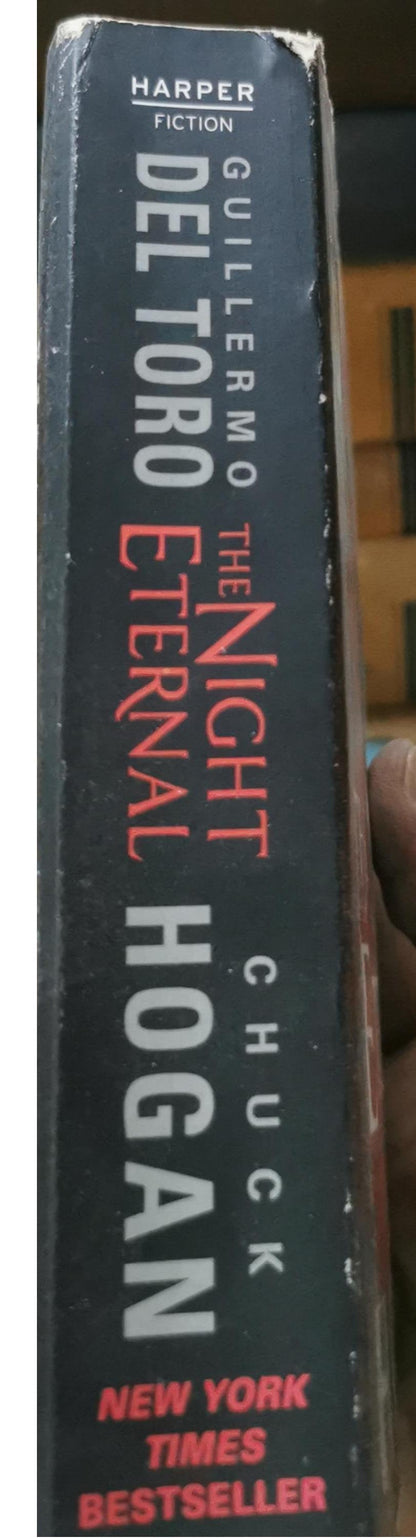 HARPER
FICTION
GUILLERMO
DEL TORO
THE NIGHT
ETERNAL
CHUCK
HOGAN
NEW YORK
TIMES
BESTSELLER